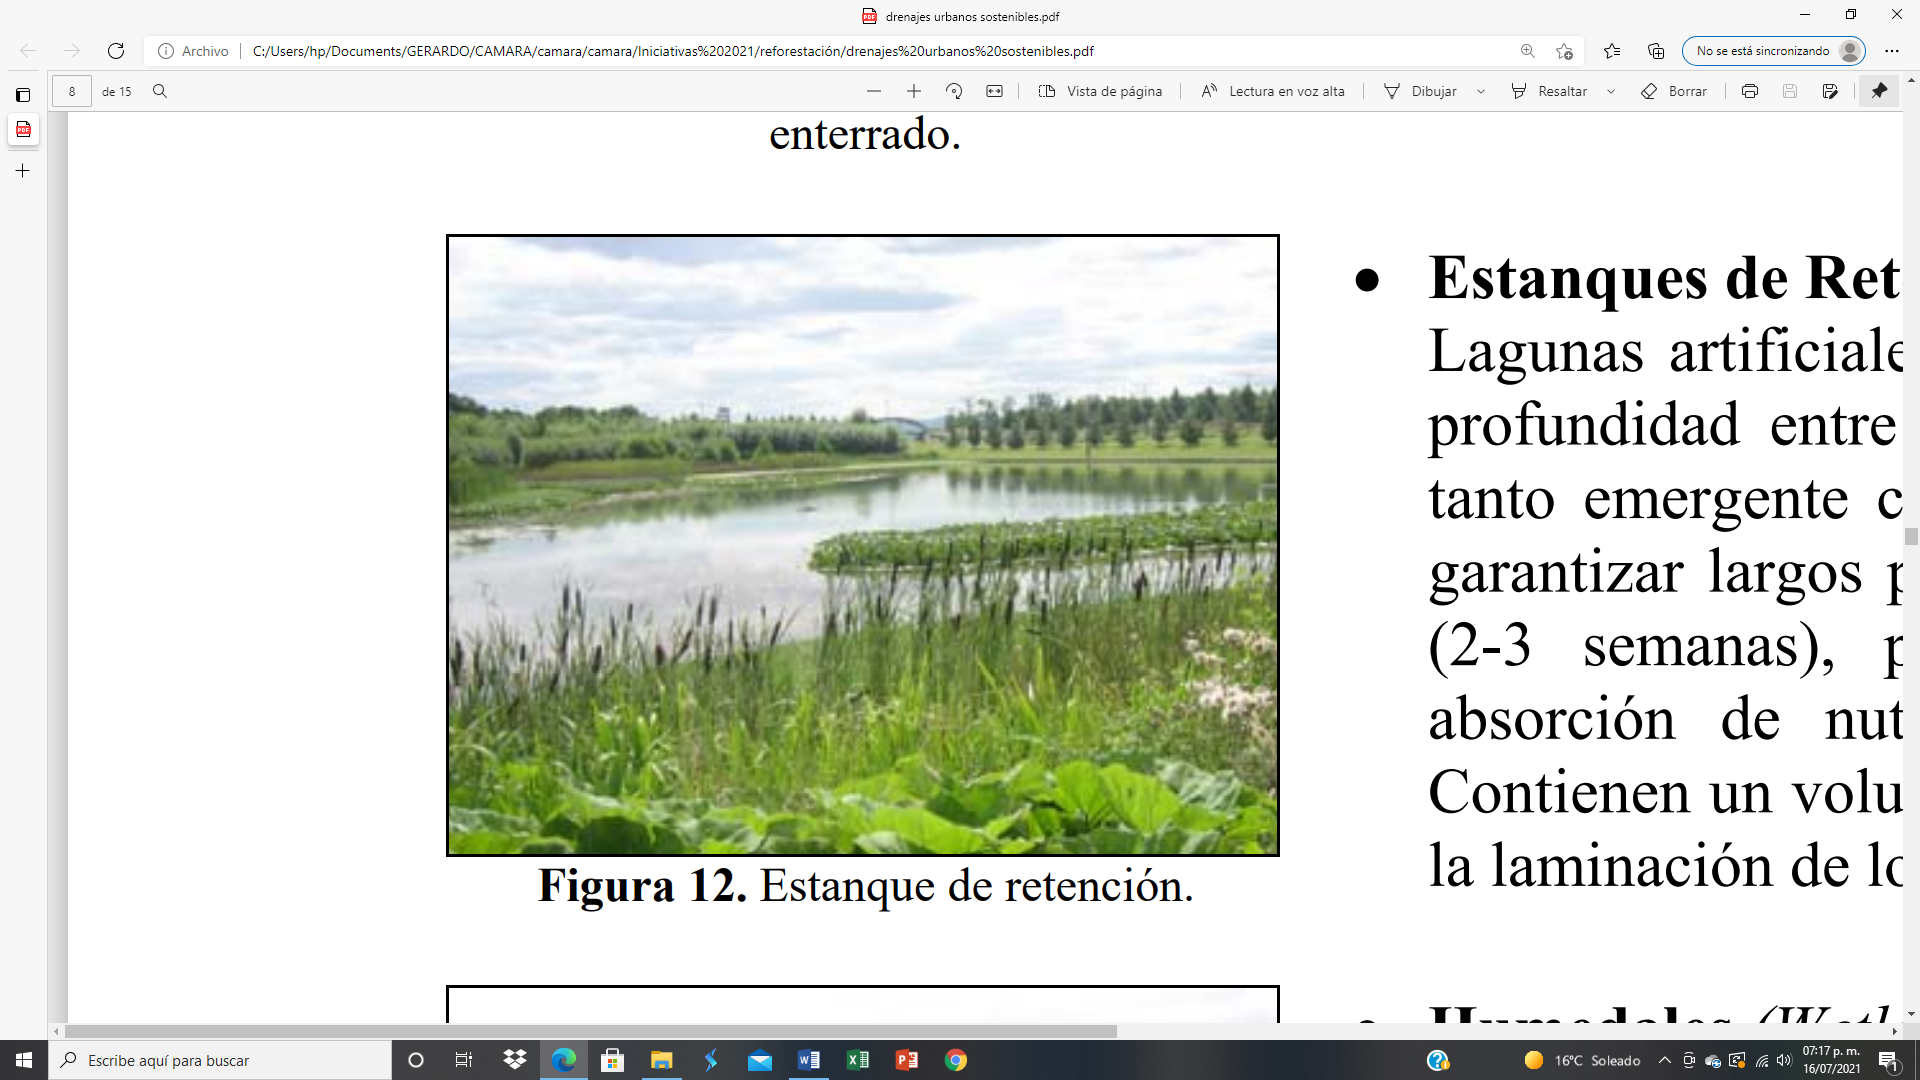 drenajes urbanos sostenibles.pdf
Archivo
C:/Users/hp/Documents/GERARDO/CAMARA/camara/camara/Iniciativas%202021/reforestación/drenajes%20urbanos%20sostenibles.pdf
No se está sincronizando
8 de 15
Vista de página
Lectura en voz alta
Dibujar
Resaltar
Borrar
enterrado.
Figura 12. Estanque de retención.
• Estanques de Ret
Lagunas artificiale
profundidad entre
tanto emergente c
garantizar largos p
(2-3 semanas), p
absorción de nut
Contienen un volu
la laminación de lo
• Humedales (Wetl
Escribe aquí para buscar
16°C Soleado
07:17 p. m.
16/07/2021
1